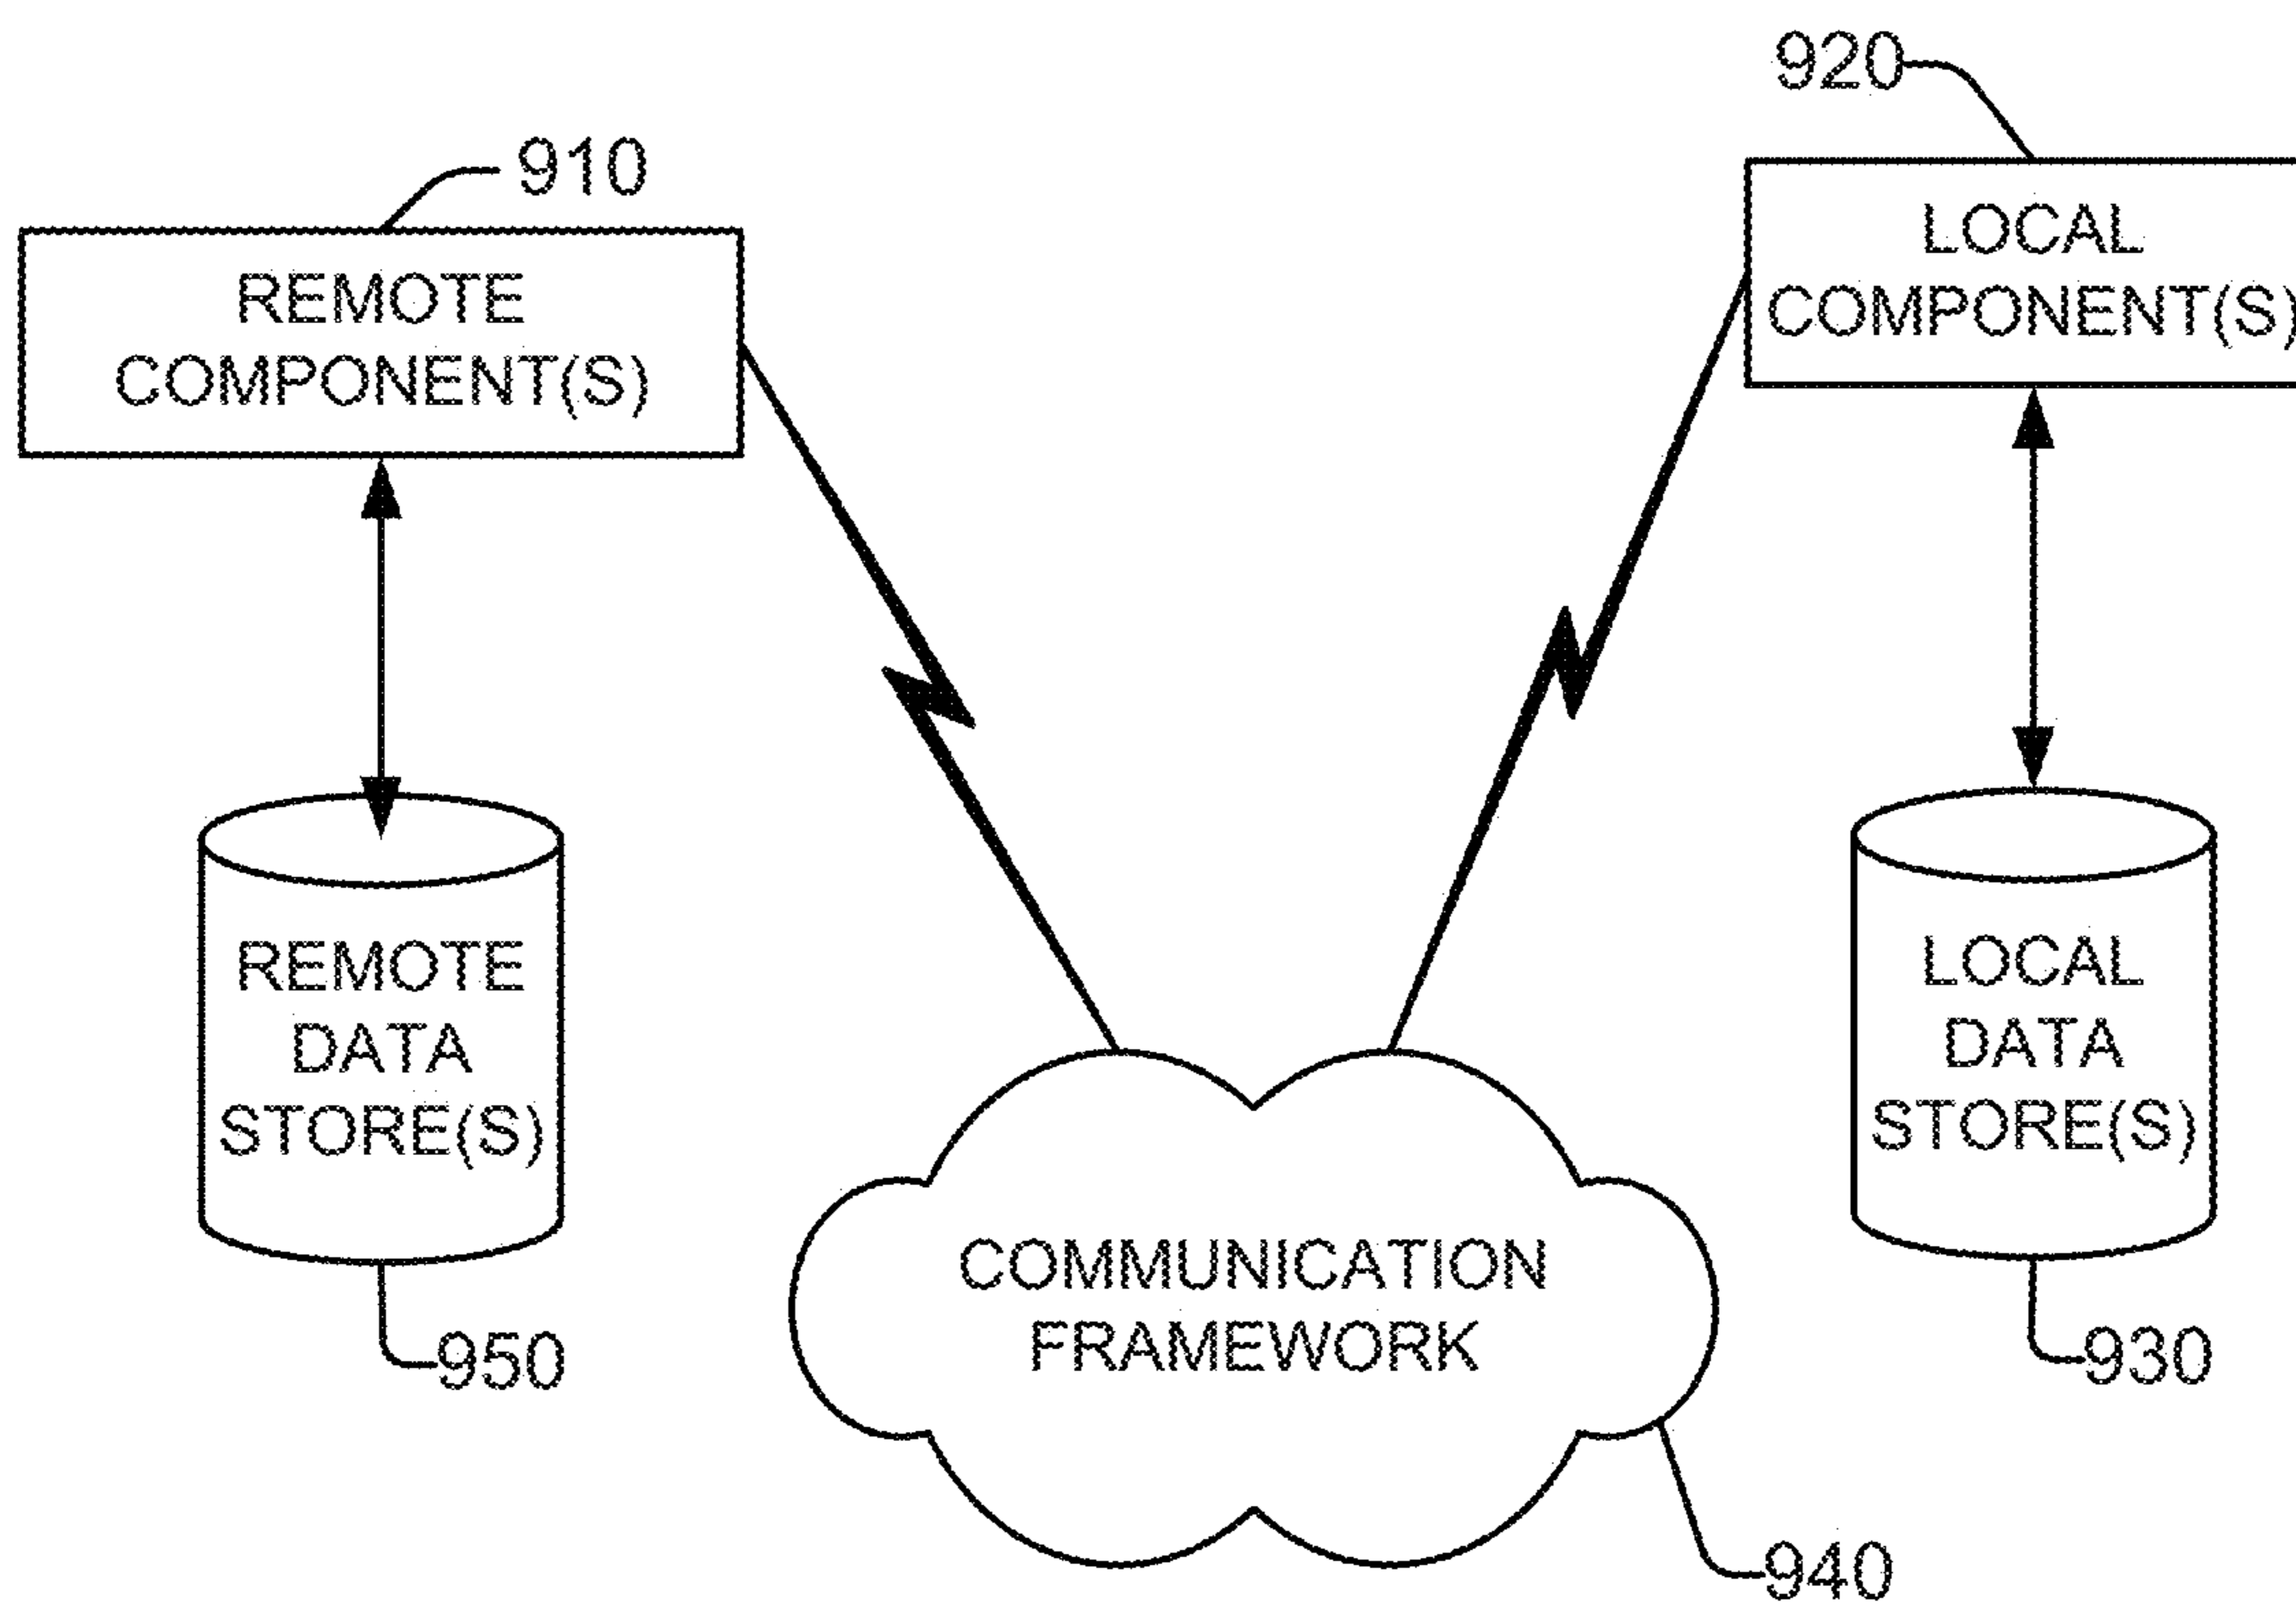 920
910
LOCAL
COMPONENT(S)
REMOTE
COMPONENT(S)
REMOTE
DATA
STORE(S)
LOCAL
DATA
STORE(S)
COMMUNICATION
FRAMEWORK
950
930
940